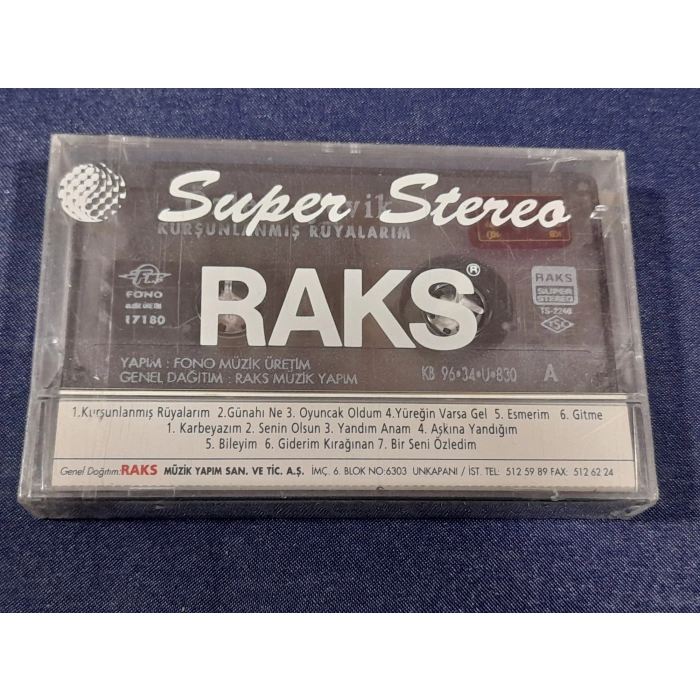 Super Stereo
KURŞUNLANMIŞ RÜYALARIM
RAKS®
FONO
MÜZİK ÜRETİM
17180
RAKS
SUPER
STEREO
TS-2240
TSE
YAPIM : FONO MÜZİK ÜRETİM
GENEL DAĞITIM : RAKS MÜZİK YAPIM
KB 96•34•U•830 A
1.Kurşunlanmış Rüyalarım 2.Günahı Ne 3. Oyuncak Oldum 4.Yüreğin Varsa Gel 5. Esmerim 6. Gitme
1. Karbeyazım 2. Senin Olsun 3. Yandım Anam 4. Aşkına Yandığım
5. Bileyim 6. Giderim Kırağınan 7. Bir Seni Özledim
Genel Dağıtım:RAKS MÜZİK YAPIM SAN. VE TİC. A.Ş. İMÇ. 6. BLOK NO:6303 UNKAPANI / İST. TEL: 512 59 89 FAX: 512 62 24